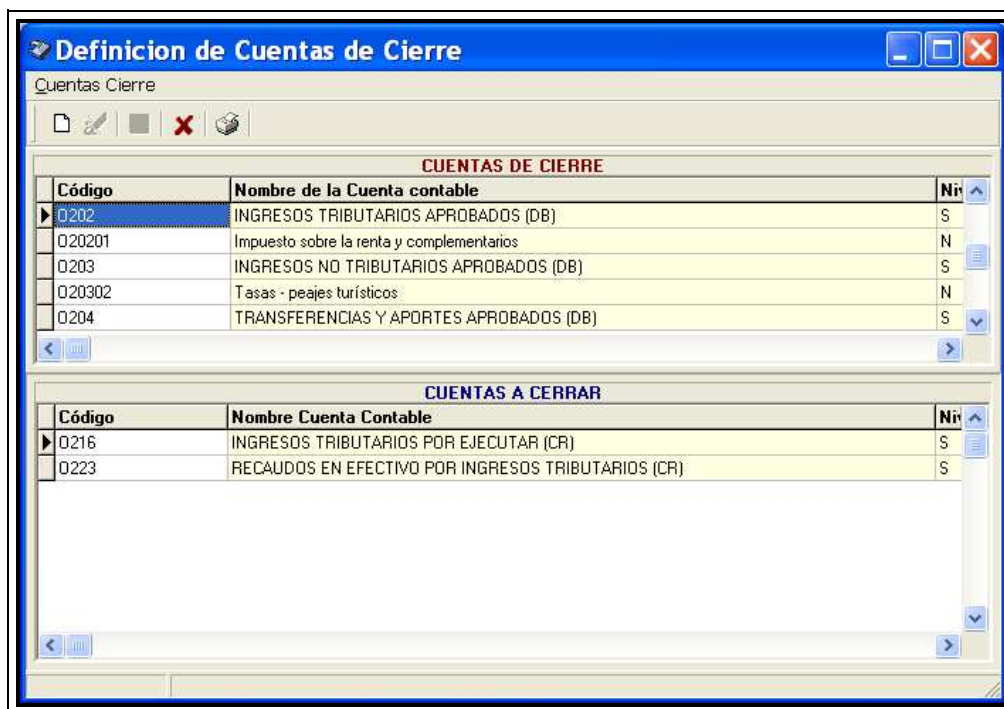 Definicion de Cuentas de Cierre
Cuentas Cierre
CUENTAS DE CIERRE
Código Nombre de la Cuenta contable Niv
0202 INGRESOS TRIBUTARIOS APROBADOS (DB) S
020201 Impuesto sobre la renta y complementarios N
0203 INGRESOS NO TRIBUTARIOS APROBADOS (DB) S
020302 Tasas - peajes turísticos N
0204 TRANSFERENCIAS Y APORTES APROBADOS (DB) S
CUENTAS A CERRAR
Código Nombre Cuenta Contable Niv
0216 INGRESOS TRIBUTARIOS POR EJECUTAR (CR) S
0223 RECAUDOS EN EFECTIVO POR INGRESOS TRIBUTARIOS (CR) S